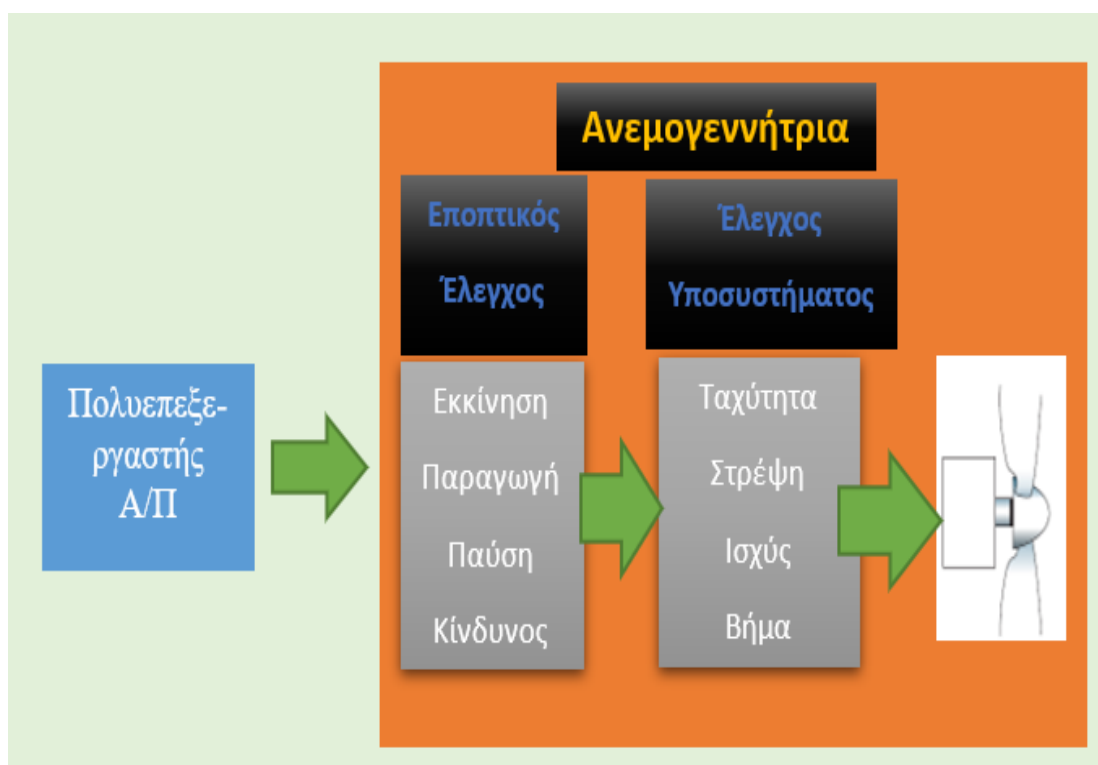 Ανεμογεννήτρια
Εποπτικός
Έλεγχος
Έλεγχος
Υποσυστήματος
Πολυεπεξε-
ργαστής
Α/Π
Εκκίνηση
Παραγωγή
Παύση
Κίνδυνος
Ταχύτητα
Στρέψη
Ισχύς
Βήμα